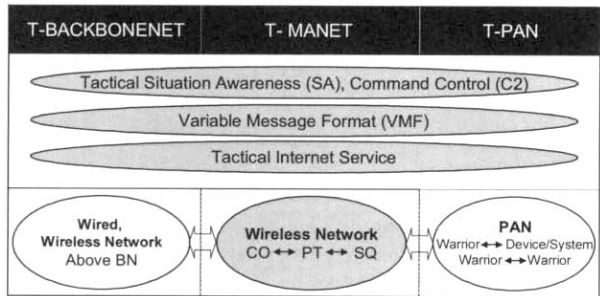 T-BACKBONENET T- MANET T-PAN
Tactical Situation Awareness (SA), Command Control (C2)
Variable Message Format (VMF)
Tactical Internet Service
Wired,
Wireless Network
Above BN
Wireless Network
CO ↔ PT ↔ SQ
PAN
Warrior ↔ Device/System
Warrior ↔ Warrior